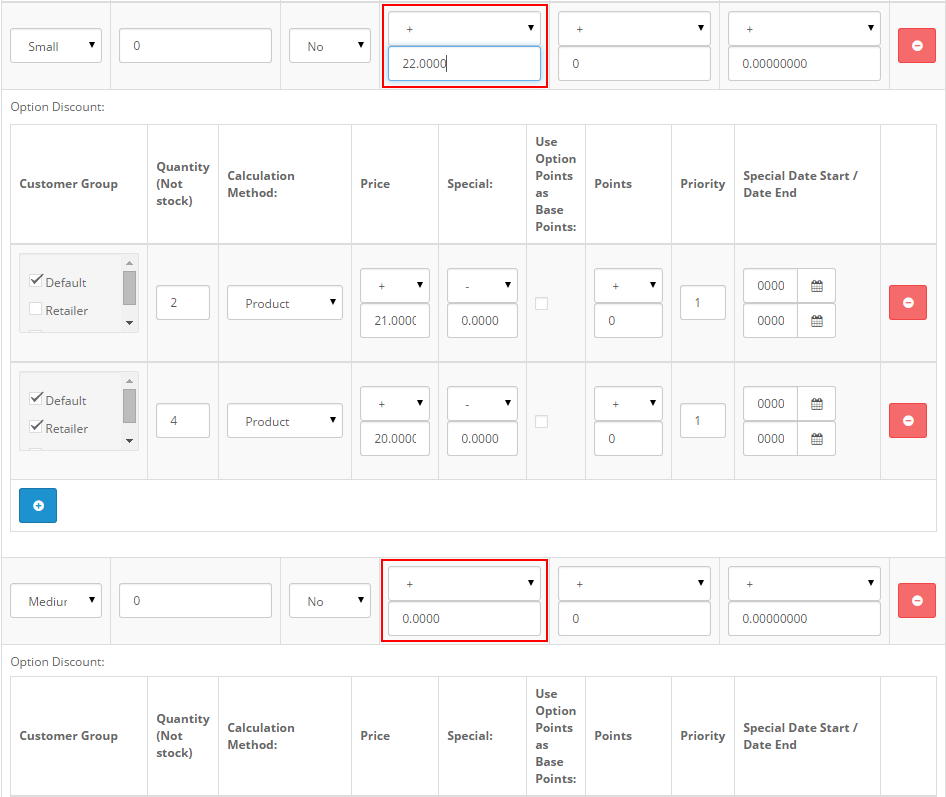 Small 0 No + + +
22.0000 0 0.00000000
Option Discount:
Customer Group Quantity (Not stock) Calculation Method: Price Special: Use Option Points as Base Points: Points Priority Special Date Start / Date End
Default
Retailer
2 Product + - + 1 0000
21.0000 0.0000 0 0000
Default
Retailer
4 Product + - + 1 0000
20.0000 0.0000 0 0000
Medium 0 No + + +
0.0000 0 0.00000000
Option Discount:
Customer Group Quantity (Not stock) Calculation Method: Price Special: Use Option Points as Base Points: Points Priority Special Date Start / Date End